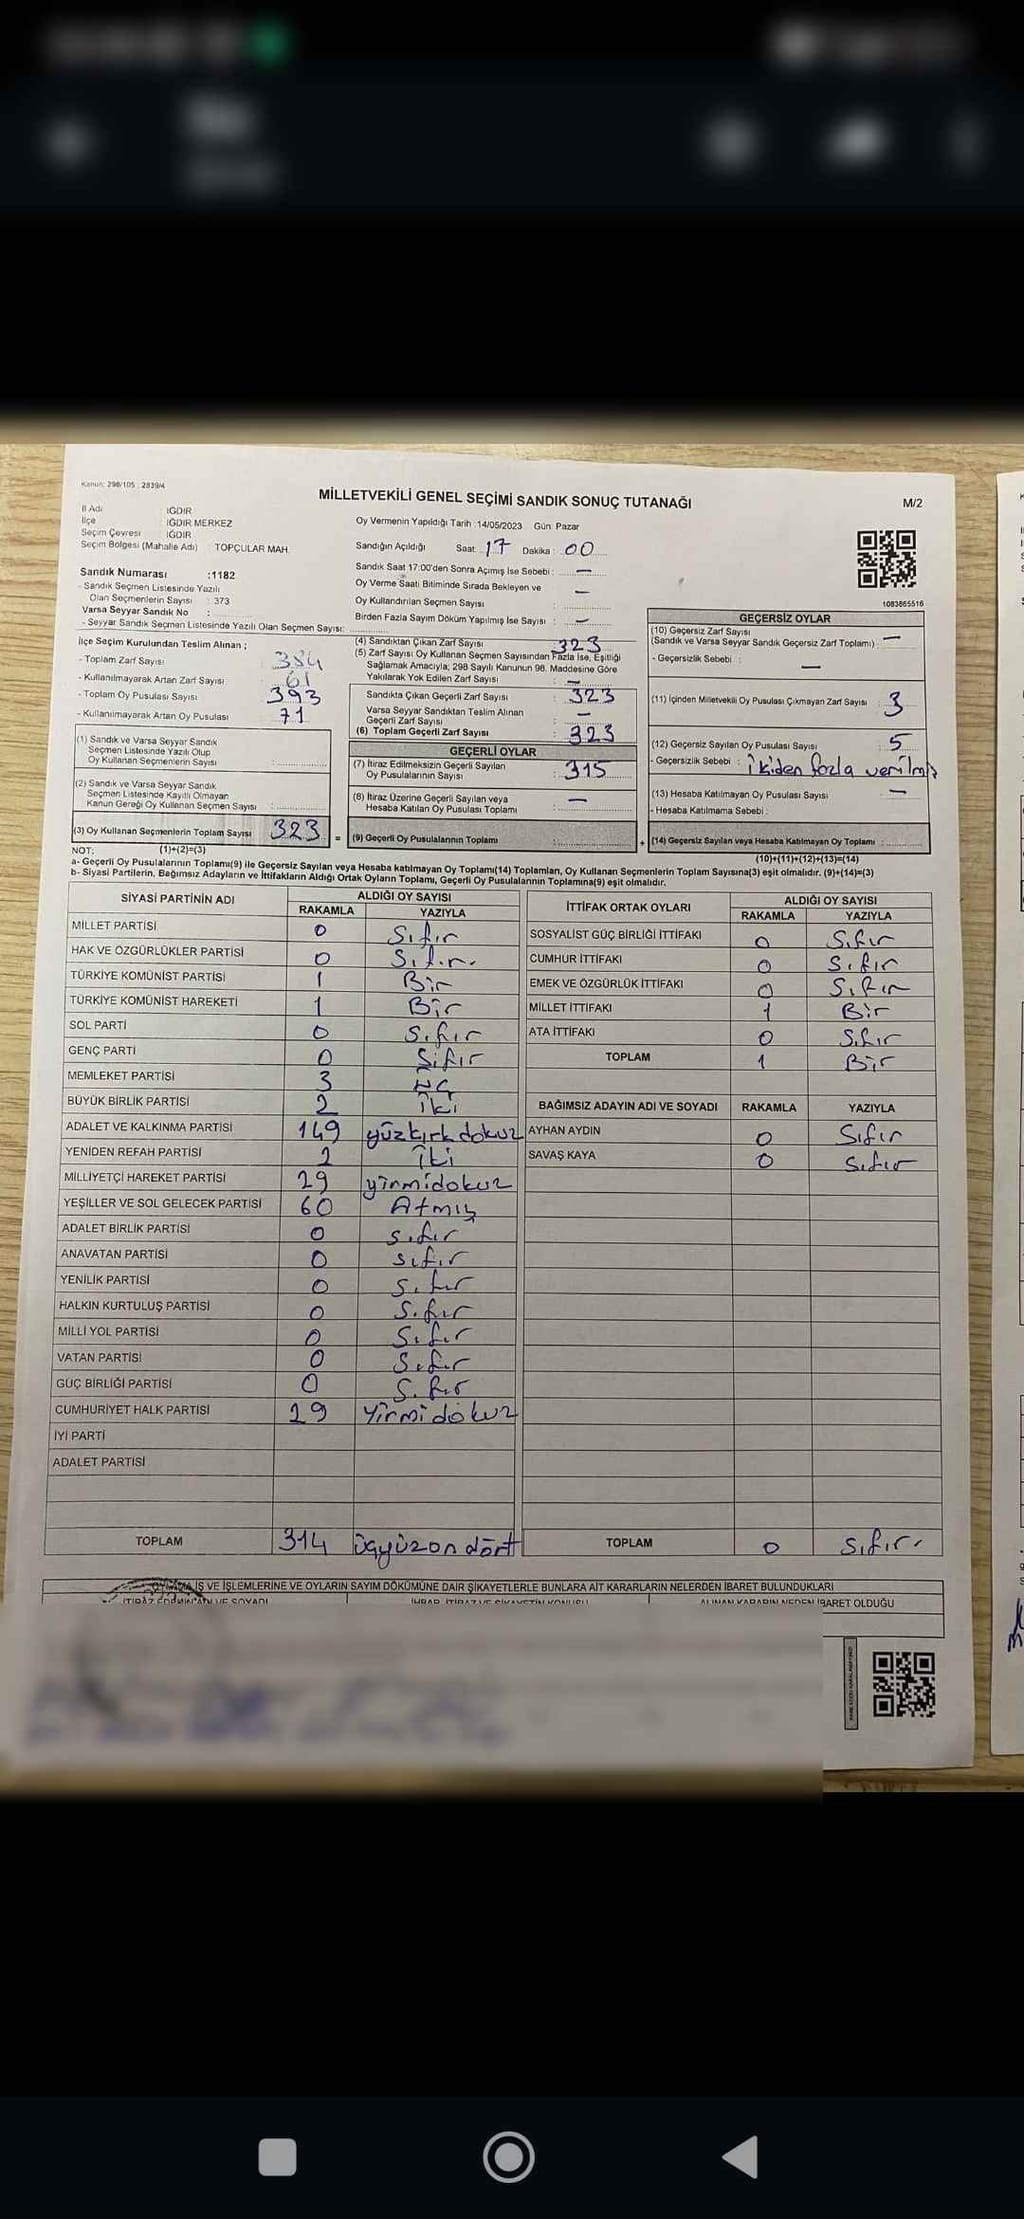 Kanun: 298/105 : 2839/4
MİLLETVEKİLİ GENEL SEÇİMİ SANDIK SONUÇ TUTANAĞI
M/2
İl Adı : IĞDIR
İlçe : IĞDIR MERKEZ
Seçim Çevresi : IĞDIR
Seçim Bölgesi (Mahalle Adı) TOPÇULAR MAH.
Oy Vermenin Yapıldığı Tarih :14/05/2023 Gün: Pazar
Sandığın Açıldığı Saat: 17 Dakika : 00
Sandık Saat 17:00'den Sonra Açımış İse Sebebi : —
Oy Verme Saati Bitiminde Sırada Bekleyen ve —
Oy Kullandırılan Seçmen Sayısı :
Birden Fazla Sayım Döküm Yapılmış İse Sayısı : —
Sandık Numarası :1182
- Sandık Seçmen Listesinde Yazılı
Olan Seçmenlerin Sayısı : 373
Varsa Seyyar Sandık No :
- Seyyar Sandık Seçmen Listesinde Yazılı Olan Seçmen Sayısı:
1083865516
İlçe Seçim Kurulundan Teslim Alınan ;
- Toplam Zarf Sayısı : 384
- Kullanılmayarak Artan Zarf Sayısı : 61
- Toplam Oy Pusulası Sayısı : 393
- Kullanılmayarak Artan Oy Pusulası : 71
(1) Sandık ve Varsa Seyyar Sandık
Seçmen Listesinde Yazılı Olup
Oy Kullanan Seçmenlerin Sayısı :
(2) Sandık ve Varsa Seyyar Sandık
Seçmen Listesinde Kayıtlı Olmayan
Kanun Gereği Oy Kullanan Seçmen Sayısı :
(3) Oy Kullanan Seçmenlerin Toplam Sayısı 323 =
(1)+(2)=(3)
(4) Sandıktan Çıkan Zarf Sayısı : 323
(5) Zarf Sayısı Oy Kullanan Seçmen Sayısından Fazla İse, Eşitliği
Sağlamak Amacıyla; 298 Sayılı Kanunun 98. Maddesine Göre
Yakılarak Yok Edilen Zarf Sayısı : —
Sandıkta Çıkan Geçerli Zarf Sayısı : 323
Varsa Seyyar Sandıktan Teslim Alınan
Geçerli Zarf Sayısı : —
(6) Toplam Geçerli Zarf Sayısı : 323
GEÇERLİ OYLAR
(7) İtiraz Edilmeksizin Geçerli Sayılan
Oy Pusulalarının Sayısı : 315
(8) İtiraz Üzerine Geçerli Sayılan veya
Hesaba Katılan Oy Pusulası Toplamı : —
(9) Geçerli Oy Pusulalarının Toplamı : +
GEÇERSİZ OYLAR
(10) Geçersiz Zarf Sayısı
(Sandık ve Varsa Seyyar Sandık Geçersiz Zarf Toplamı) : —
- Geçersizlik Sebebi : —
(11) İçinden Milletvekili Oy Pusulası Çıkmayan Zarf Sayısı : 3
(12) Geçersiz Sayılan Oy Pusulası Sayısı : 5
- Geçersizlik Sebebi : ikiden fazla verilmiş
(13) Hesaba Katılmayan Oy Pusulası Sayısı : —
- Hesaba Katılmama Sebebi :
(14) Geçersiz Sayılan veya Hesaba Katılmayan Oy Toplamı :
(10)+(11)+(12)+(13)=(14)
NOT:
a- Geçerli Oy Pusulalarının Toplamı(9) ile Geçersiz Sayılan veya Hesaba katılmayan Oy Toplamı(14) Toplamları, Oy Kullanan Seçmenlerin Toplam Sayısına(3) eşit olmalıdır. (9)+(14)=(3)
b- Siyasi Partilerin, Bağımsız Adayların ve İttifakların Aldığı Ortak Oyların Toplamı, Geçerli Oy Pusulalarının Toplamına(9) eşit olmalıdır.
SİYASİ PARTİNİN ADI ALDIĞI OY SAYISI
RAKAMLA YAZIYLA
MİLLET PARTİSİ 0 Sıfır
HAK VE ÖZGÜRLÜKLER PARTİSİ 0 Sıfır.
TÜRKİYE KOMÜNİST PARTİSİ 1 Bir
TÜRKİYE KOMÜNİST HAREKETİ 1 Bir
SOL PARTİ 0 Sıfır
GENÇ PARTİ 0 Sıfır
MEMLEKET PARTİSİ 3 üç
BÜYÜK BİRLİK PARTİSİ 2 İki
ADALET VE KALKINMA PARTİSİ 149 yüzkırkdokuz
YENİDEN REFAH PARTİSİ 2 İki
MİLLİYETÇİ HAREKET PARTİSİ 29 yirmidokuz
YEŞİLLER VE SOL GELECEK PARTİSİ 60 Atmış
ADALET BİRLİK PARTİSİ 0 sıfır
ANAVATAN PARTİSİ 0 sıfır
YENİLİK PARTİSİ 0 Sıfır
HALKIN KURTULUŞ PARTİSİ 0 Sıfır
MİLLİ YOL PARTİSİ 0 Sıfır
VATAN PARTİSİ 0 Sıfır
GÜÇ BİRLİĞİ PARTİSİ 0 Sıfır
CUMHURİYET HALK PARTİSİ 29 Yirmidokuz
İYİ PARTİ
ADALET PARTİSİ
TOPLAM 314 üçyüzondört
İTTİFAK ORTAK OYLARI ALDIĞI OY SAYISI
RAKAMLA YAZIYLA
SOSYALİST GÜÇ BİRLİĞİ İTTİFAKI 0 Sıfır
CUMHUR İTTİFAKI 0 Sıfır
EMEK VE ÖZGÜRLÜK İTTİFAKI 0 Sıfır
MİLLET İTTİFAKI 1 Bir
ATA İTTİFAKI 0 Sıfır
TOPLAM 1 Bir
BAĞIMSIZ ADAYIN ADI VE SOYADI RAKAMLA YAZIYLA
AYHAN AYDIN 0 Sıfır
SAVAŞ KAYA 0 Sıfır
TOPLAM 0 Sıfır.
İŞ VE İŞLEMLERİNE VE OYLARIN SAYIM DÖKÜMÜNE DAİR ŞİKAYETLERLE BUNLARA AİT KARARLARIN NELERDEN İBARET BULUNDUKLARI
İTİRAZ EDENİN ADI VE SOYADI İHBAR, İTİRAZ VE ŞİKAYETİN KONUSU ALINAN KARARIN NEDEN İBARET OLDUĞU